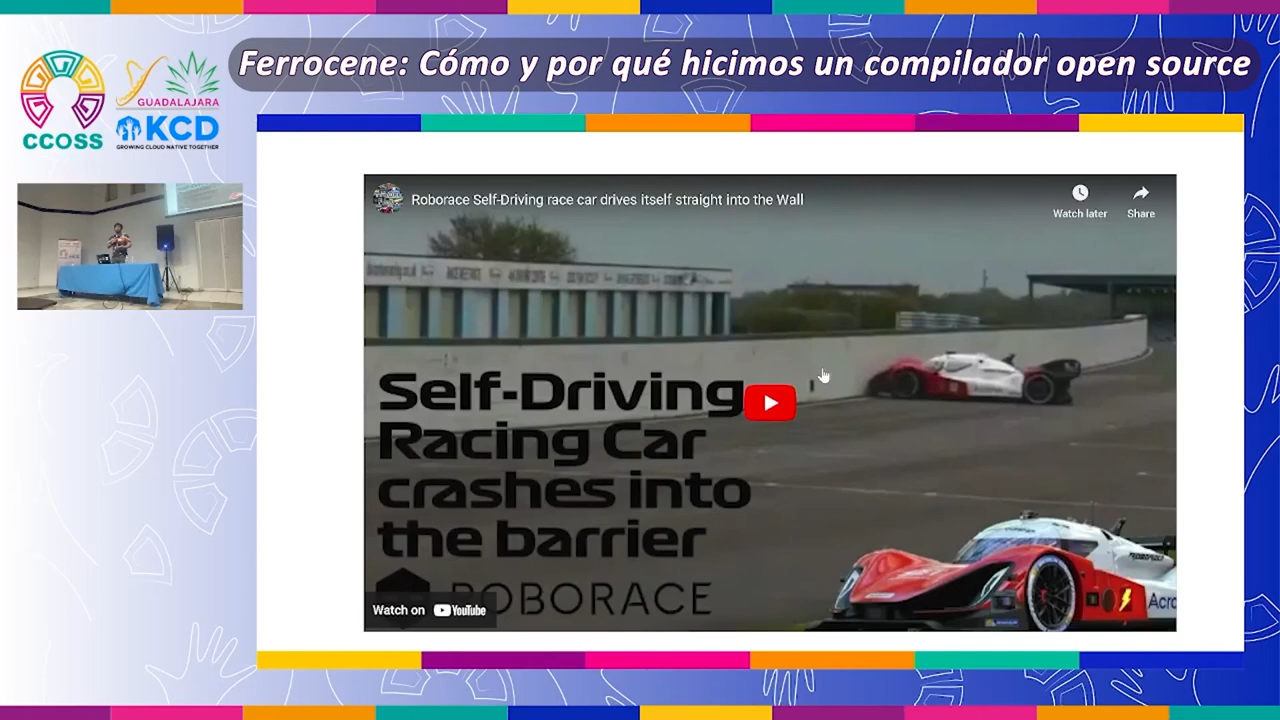 Ferrocene: Cómo y por qué hicimos un compilador open source
CCOSS
GUADALAJARA
KCD
GROWING CLOUD NATIVE TOGETHER
Roborace Self-Driving race car drives itself straight into the Wall
Watch later
Share
Self-Driving
Racing Car
crashes into
the barrier
ROBORACE
Watch on YouTube
Acro